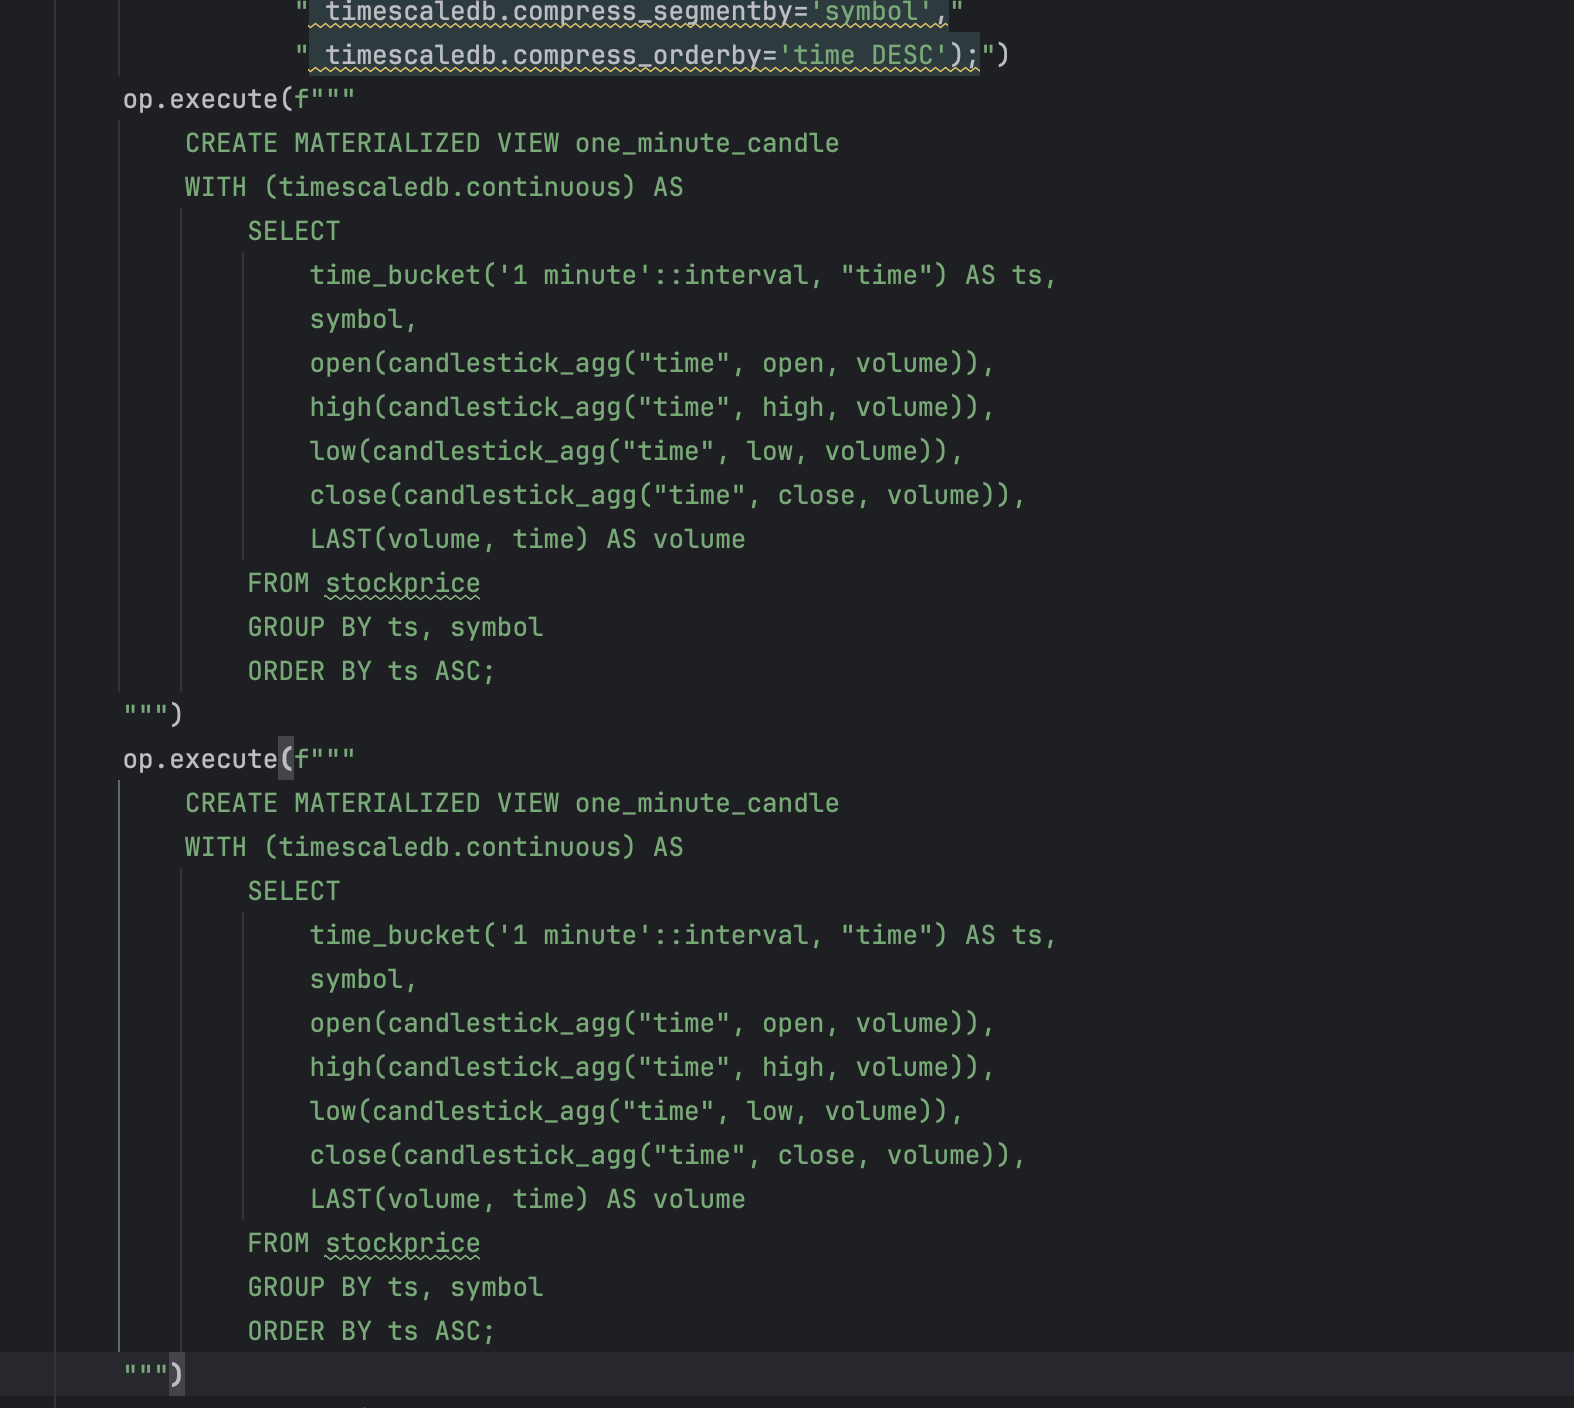 " timescaledb.compress_segmentby='symbol',"
" timescaledb.compress_orderby='time DESC');")
op.execute(f"""
CREATE MATERIALIZED VIEW one_minute_candle
WITH (timescaledb.continuous) AS
SELECT
time_bucket('1 minute'::interval, "time") AS ts,
symbol,
open(candlestick_agg("time", open, volume)),
high(candlestick_agg("time", high, volume)),
low(candlestick_agg("time", low, volume)),
close(candlestick_agg("time", close, volume)),
LAST(volume, time) AS volume
FROM stockprice
GROUP BY ts, symbol
ORDER BY ts ASC;
""")
op.execute(f"""
CREATE MATERIALIZED VIEW one_minute_candle
WITH (timescaledb.continuous) AS
SELECT
time_bucket('1 minute'::interval, "time") AS ts,
symbol,
open(candlestick_agg("time", open, volume)),
high(candlestick_agg("time", high, volume)),
low(candlestick_agg("time", low, volume)),
close(candlestick_agg("time", close, volume)),
LAST(volume, time) AS volume
FROM stockprice
GROUP BY ts, symbol
ORDER BY ts ASC;
""")